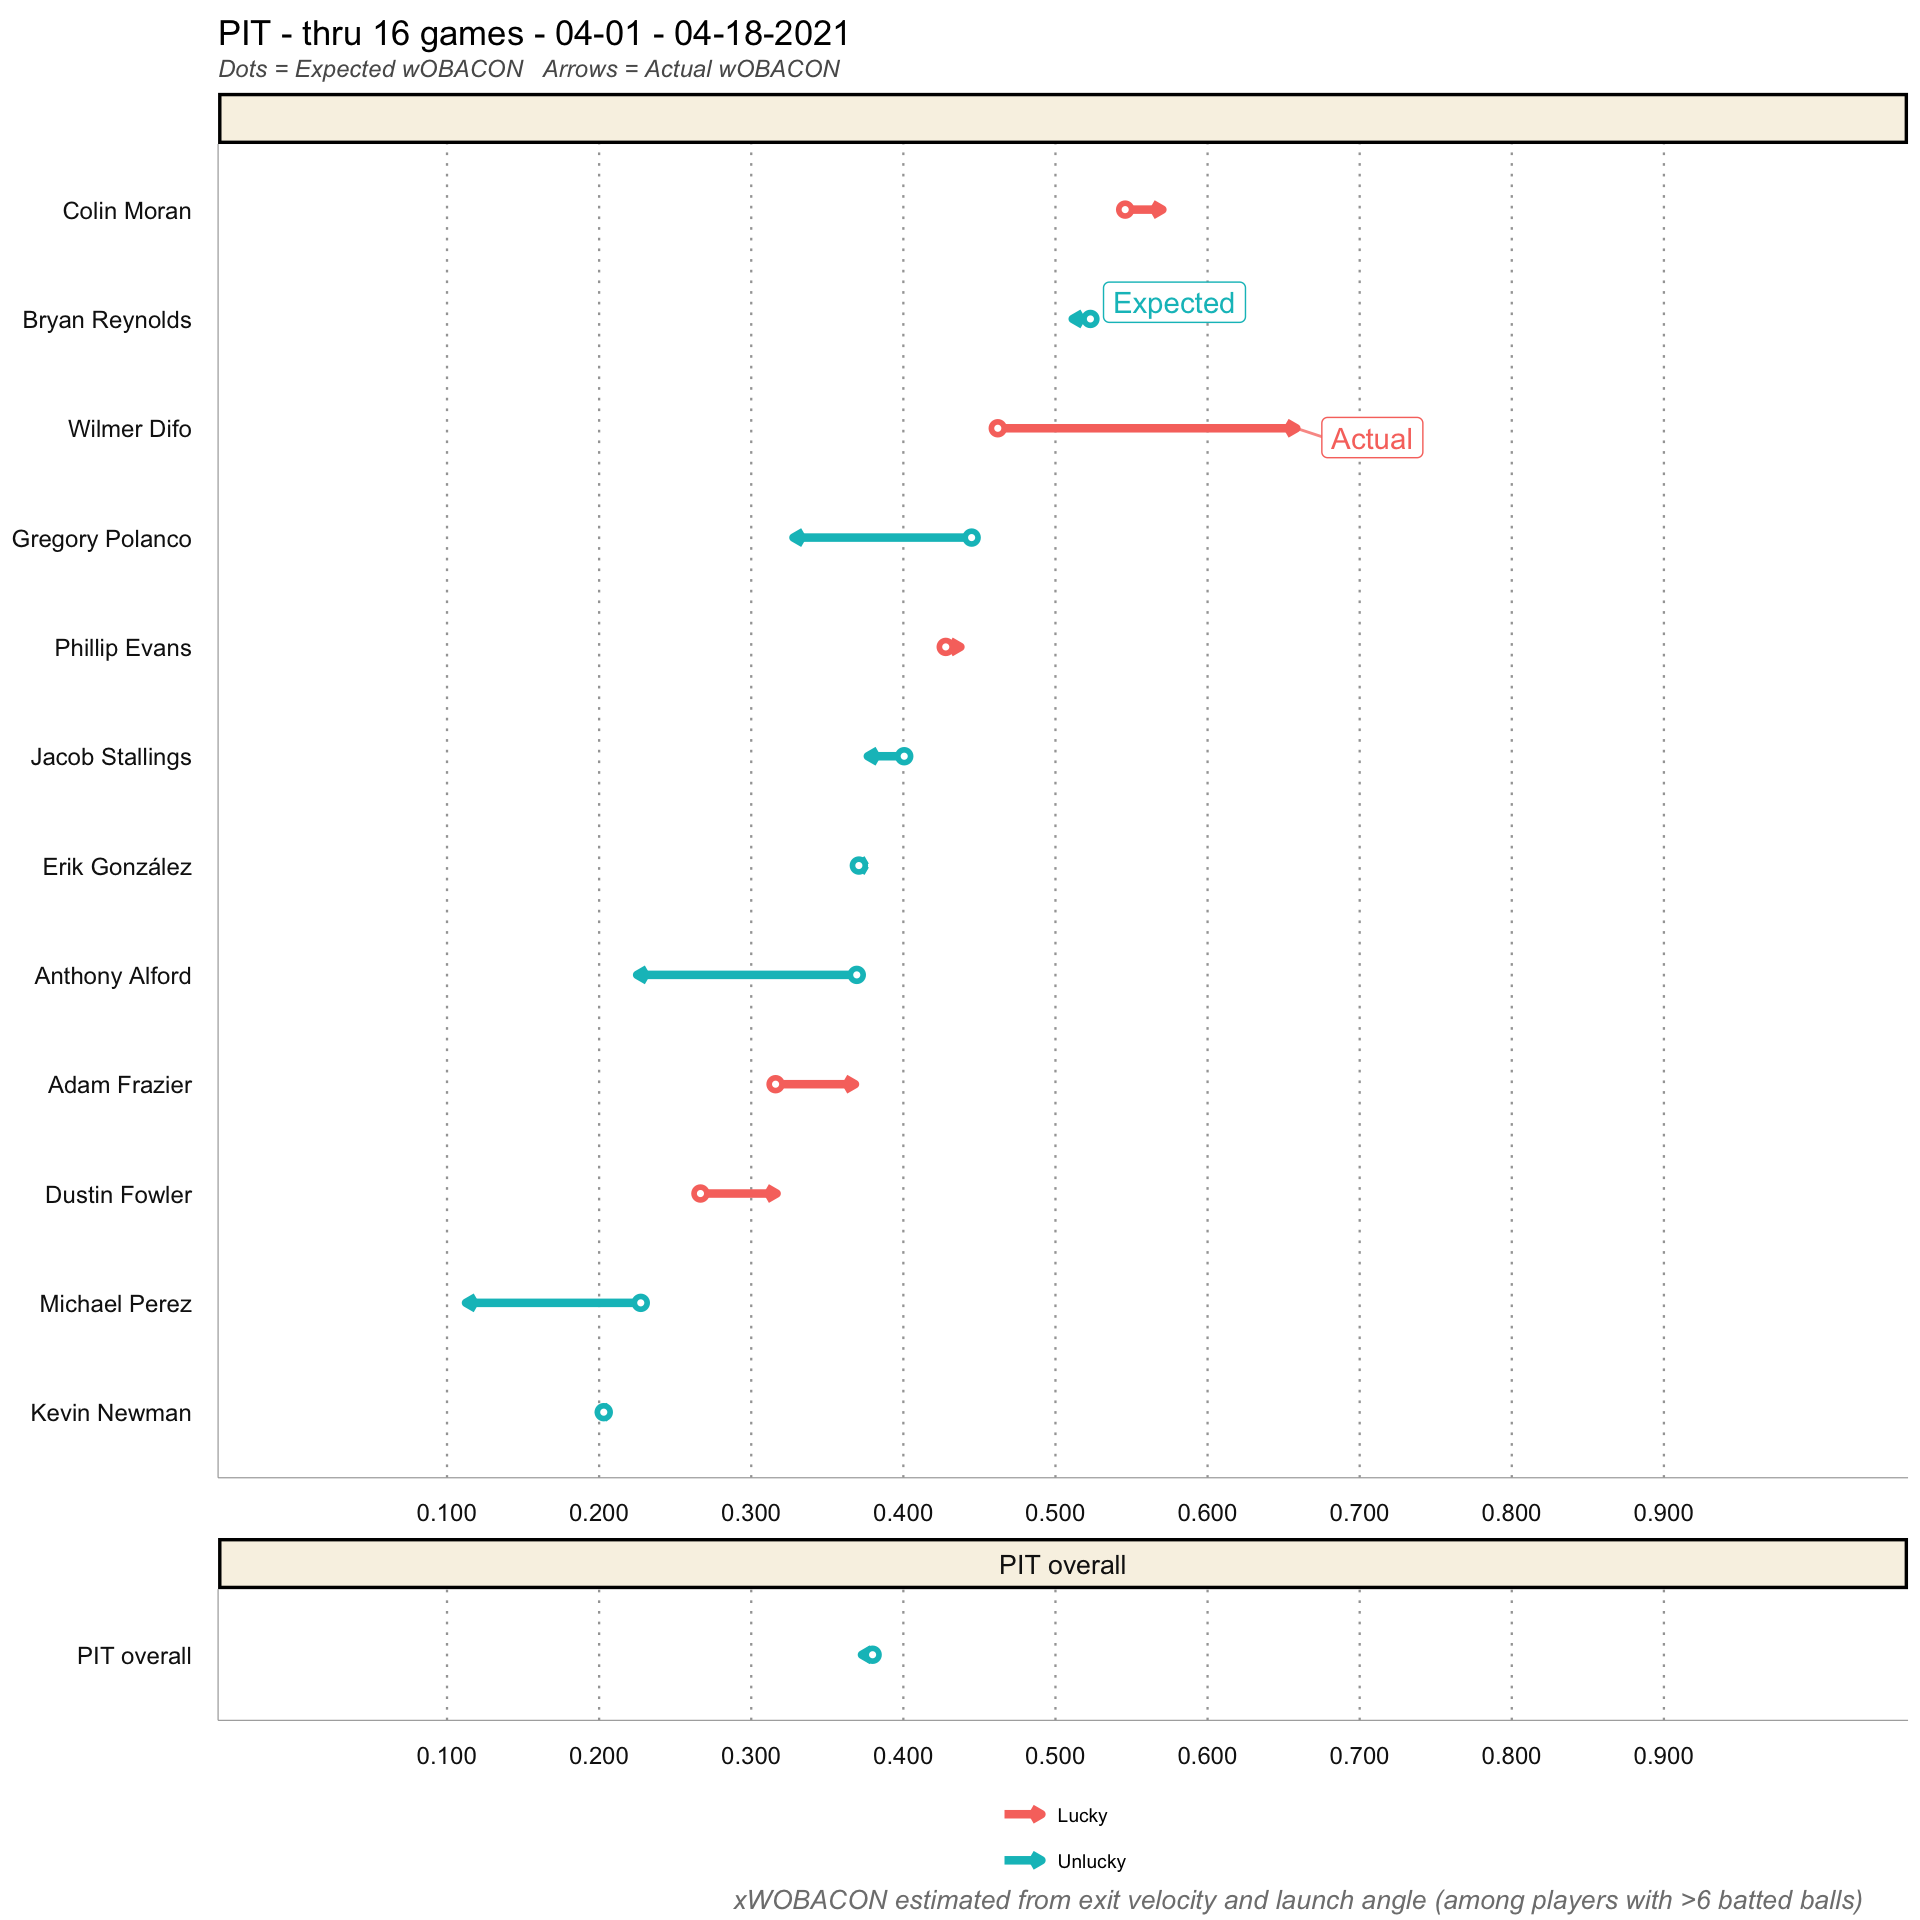 PIT - thru 16 games - 04-01 - 04-18-2021
Dots = Expected wOBACON   Arrows = Actual wOBACON
Colin Moran
Bryan Reynolds
Expected
Wilmer Difo
Actual
Gregory Polanco
Phillip Evans
Jacob Stallings
Erik González
Anthony Alford
Adam Frazier
Dustin Fowler
Michael Perez
Kevin Newman
0.100 0.200 0.300 0.400 0.500 0.600 0.700 0.800 0.900
PIT overall
PIT overall
0.100 0.200 0.300 0.400 0.500 0.600 0.700 0.800 0.900
Lucky
Unlucky
xWOBACON estimated from exit velocity and launch angle (among players with >6 batted balls)